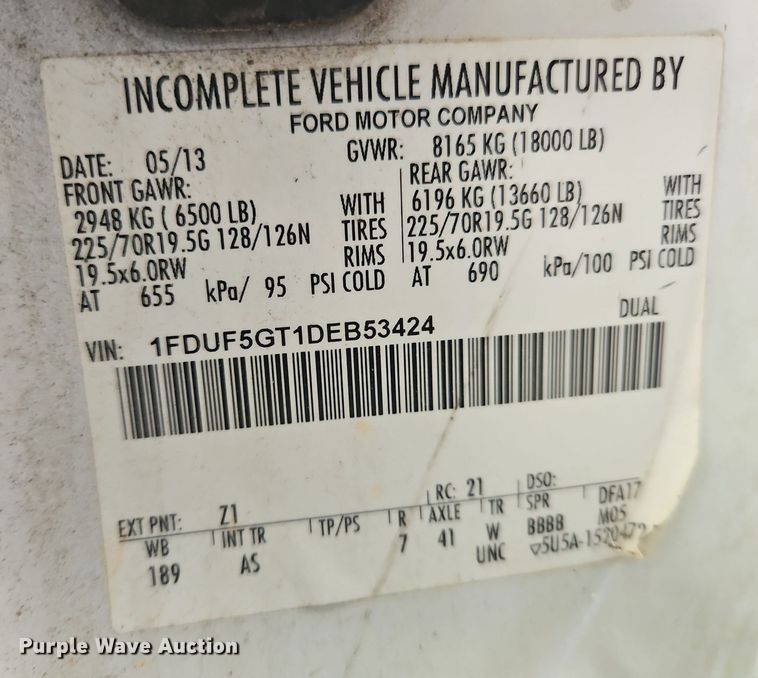 INCOMPLETE VEHICLE MANUFACTURED BY
FORD MOTOR COMPANY
DATE: 05/13 GVWR: 8165 KG (18000 LB)
FRONT GAWR: REAR GAWR:
2948 KG ( 6500 LB) WITH 6196 KG (13660 LB) WITH
225/70R19.5G 128/126N TIRES 225/70R19.5G 128/126N TIRES
19.5x6.0RW RIMS 19.5x6.0RW RIMS
AT 655 kPa/ 95 PSI COLD AT 690 kPa/100 PSI COLD
DUAL
VIN: 1FDUF5GT1DEB53424
EXT PNT: Z1 RC: 21 DSO:
WB INT TR TP/PS R AXLE TR SPR DFA17
189 AS 7 41 W BBBB M05
UNC ▽5U5A-1520472
Purple Wave Auction